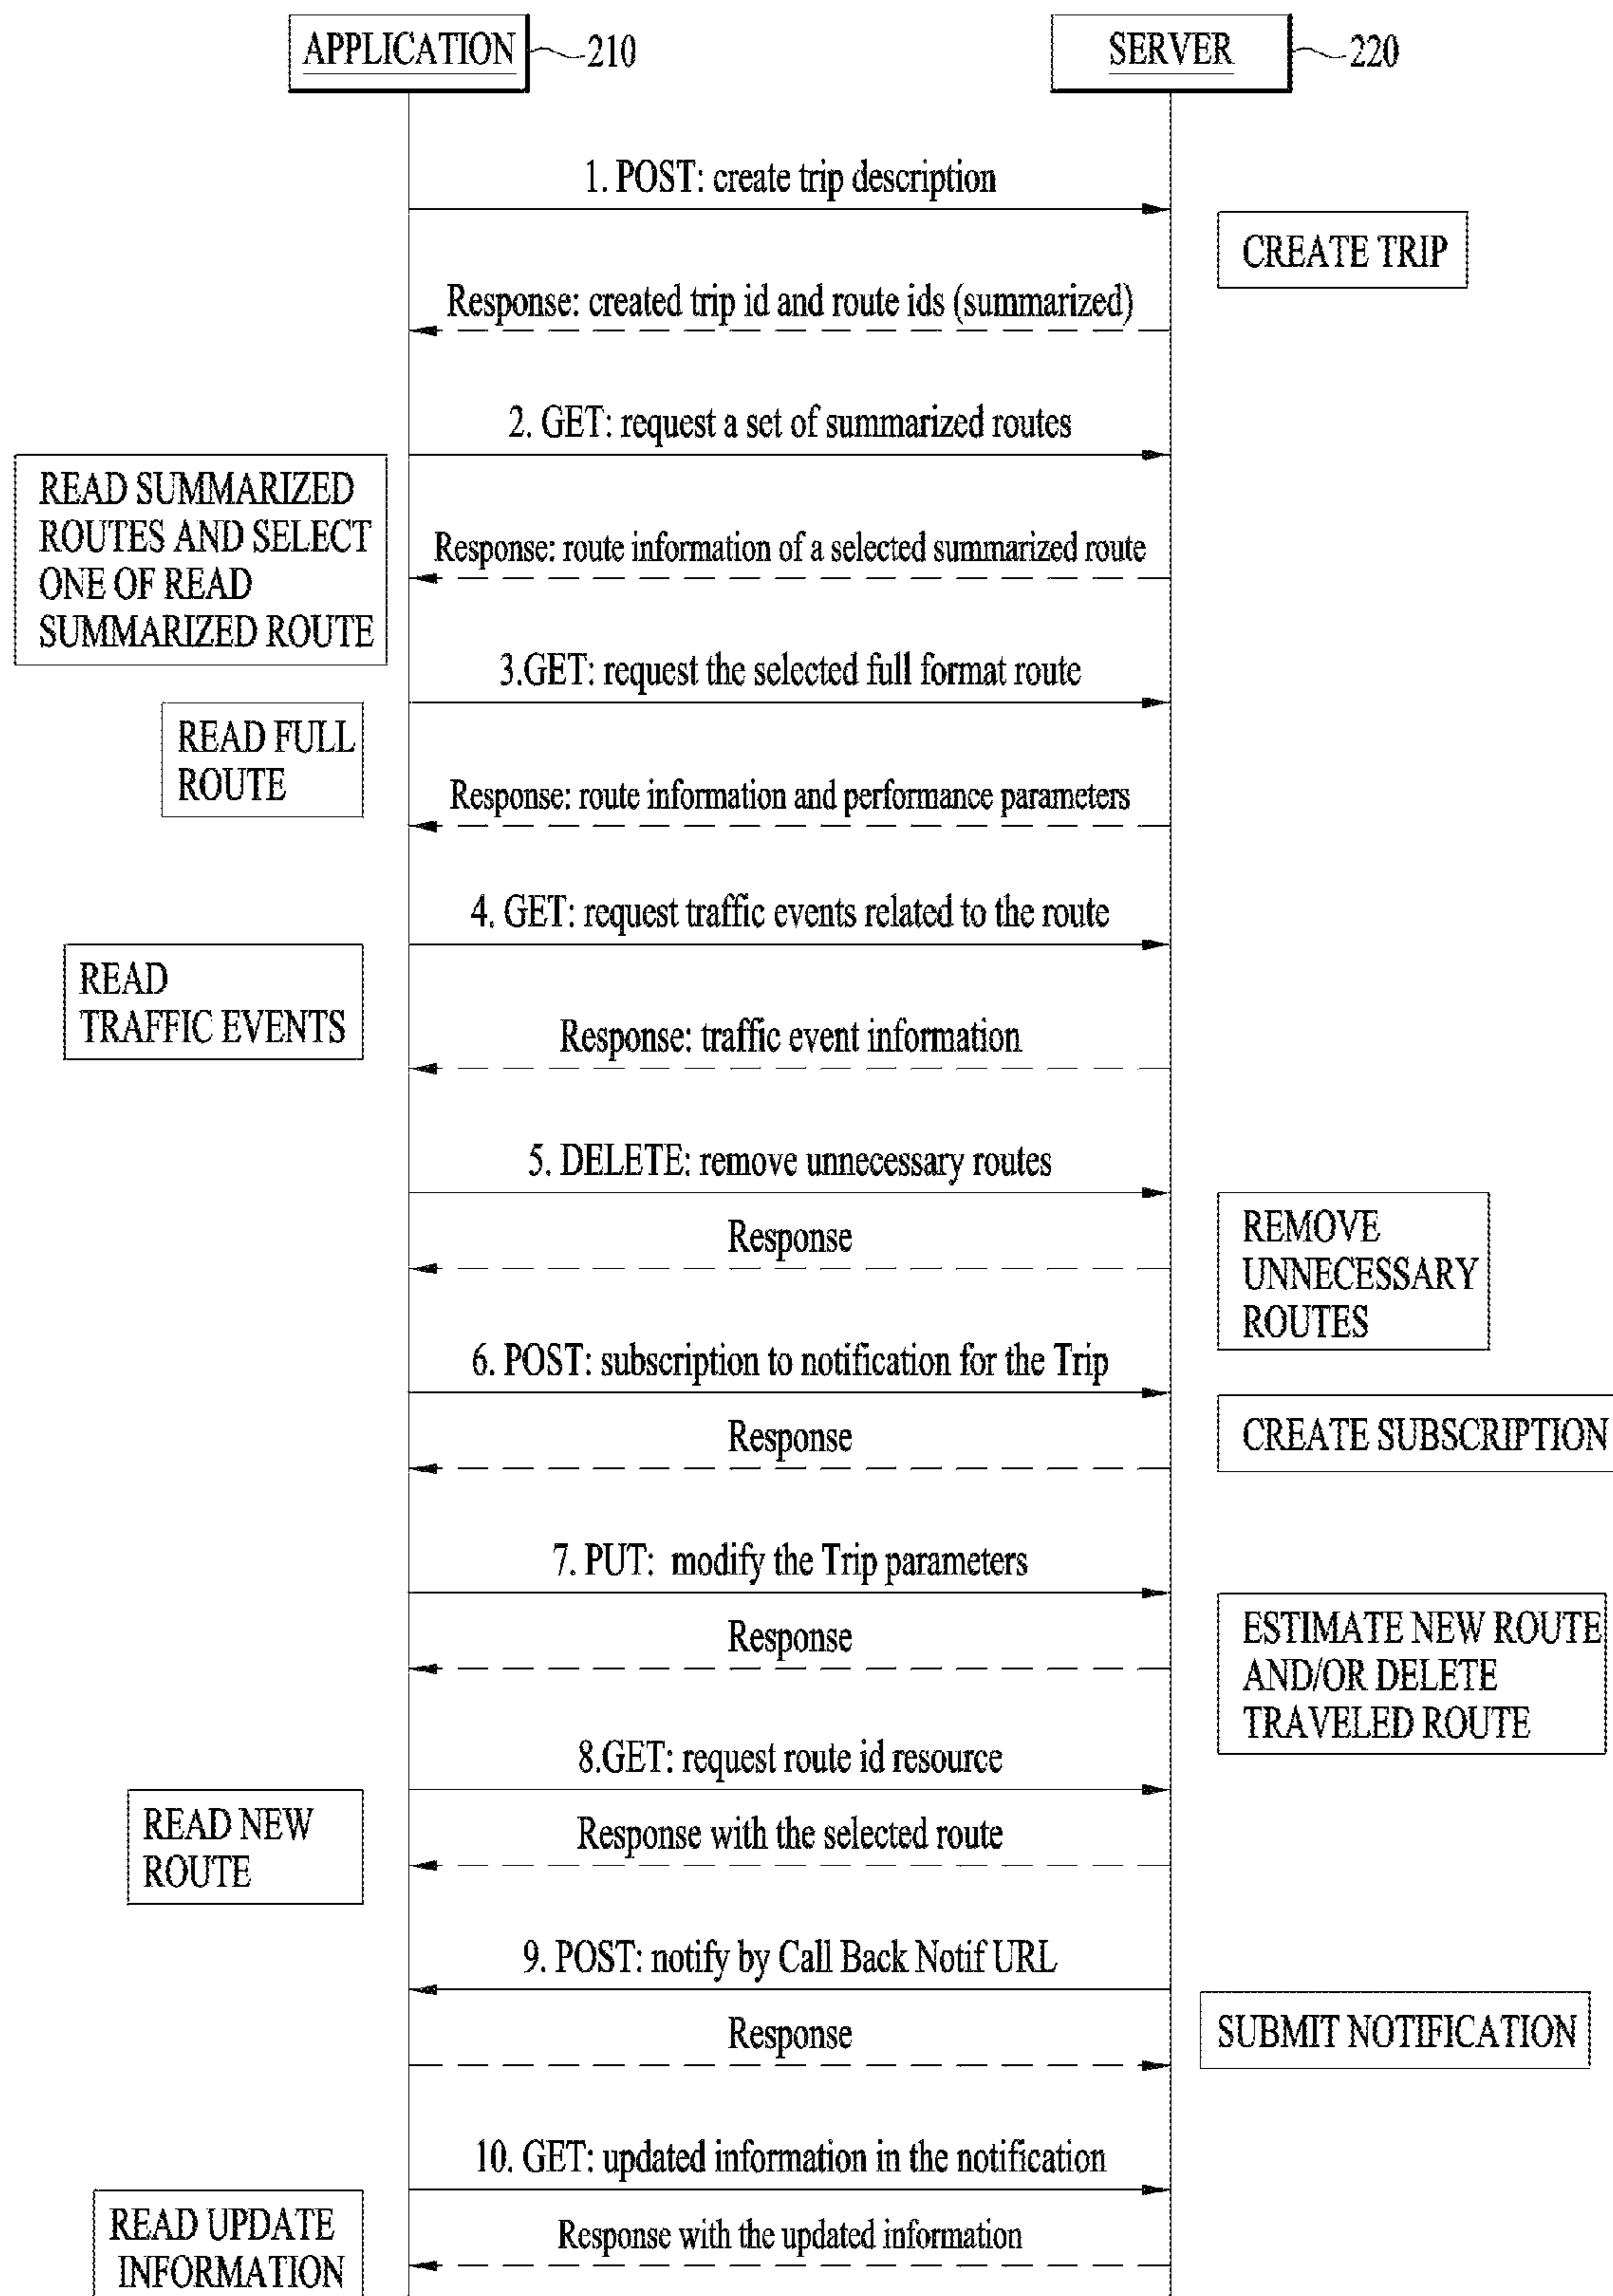 APPLICATION 210
SERVER 220
1. POST: create trip description
CREATE TRIP
Response: created trip id and route ids (summarized)
2. GET: request a set of summarized routes
READ SUMMARIZED
ROUTES AND SELECT
ONE OF READ
SUMMARIZED ROUTE
Response: route information of a selected summarized route
3.GET: request the selected full format route
READ FULL
ROUTE
Response: route information and performance parameters
4. GET: request traffic events related to the route
READ
TRAFFIC EVENTS
Response: traffic event information
5. DELETE: remove unnecessary routes
REMOVE
UNNECESSARY
ROUTES
Response
6. POST: subscription to notification for the Trip
CREATE SUBSCRIPTION
Response
7. PUT: modify the Trip parameters
ESTIMATE NEW ROUTE
AND/OR DELETE
TRAVELED ROUTE
Response
8.GET: request route id resource
READ NEW
ROUTE
Response with the selected route
9. POST: notify by Call Back Notif URL
SUBMIT NOTIFICATION
Response
10. GET: updated information in the notification
READ UPDATE
INFORMATION
Response with the updated information